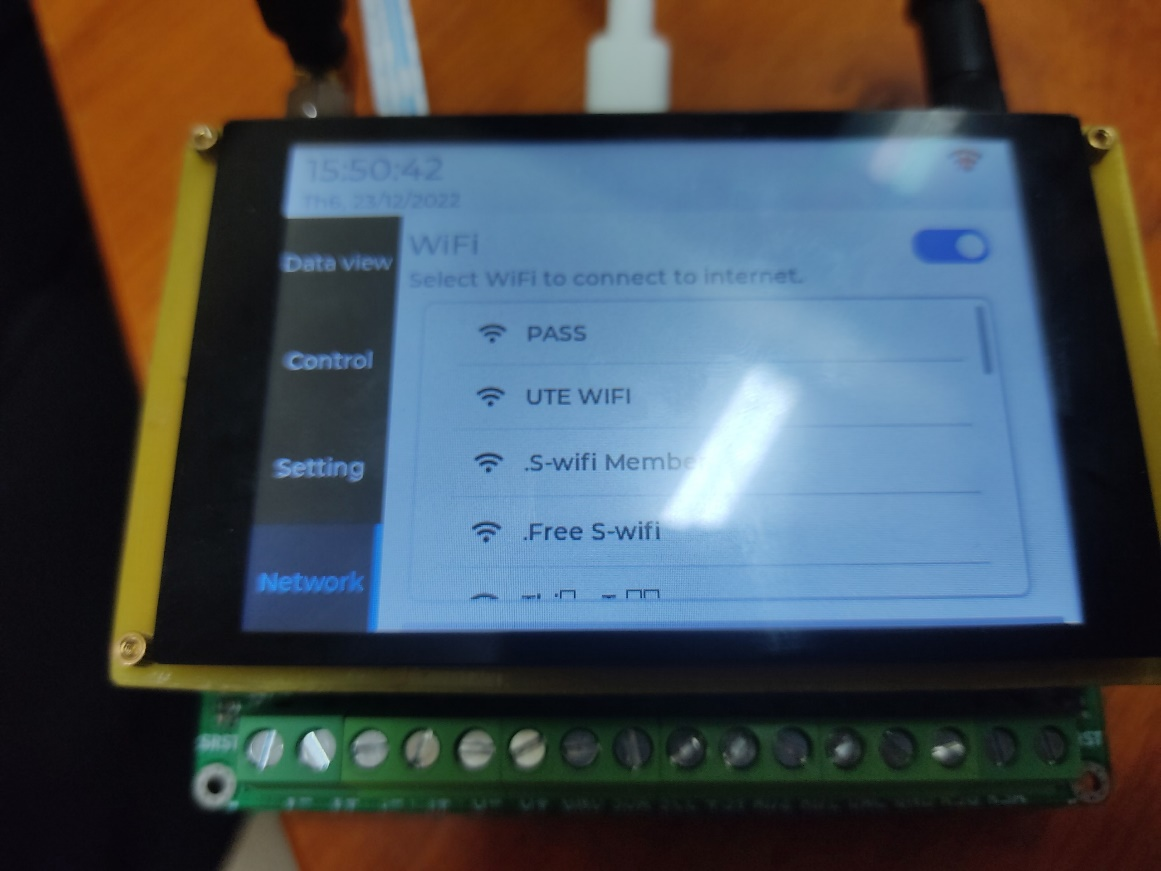 15:50:42
Th6, 23/12/2022
Data view
Control
Setting
Network
WiFi
Select WiFi to connect to internet.
PASS
UTE WIFI
.S-wifi Member
.Free S-wifi